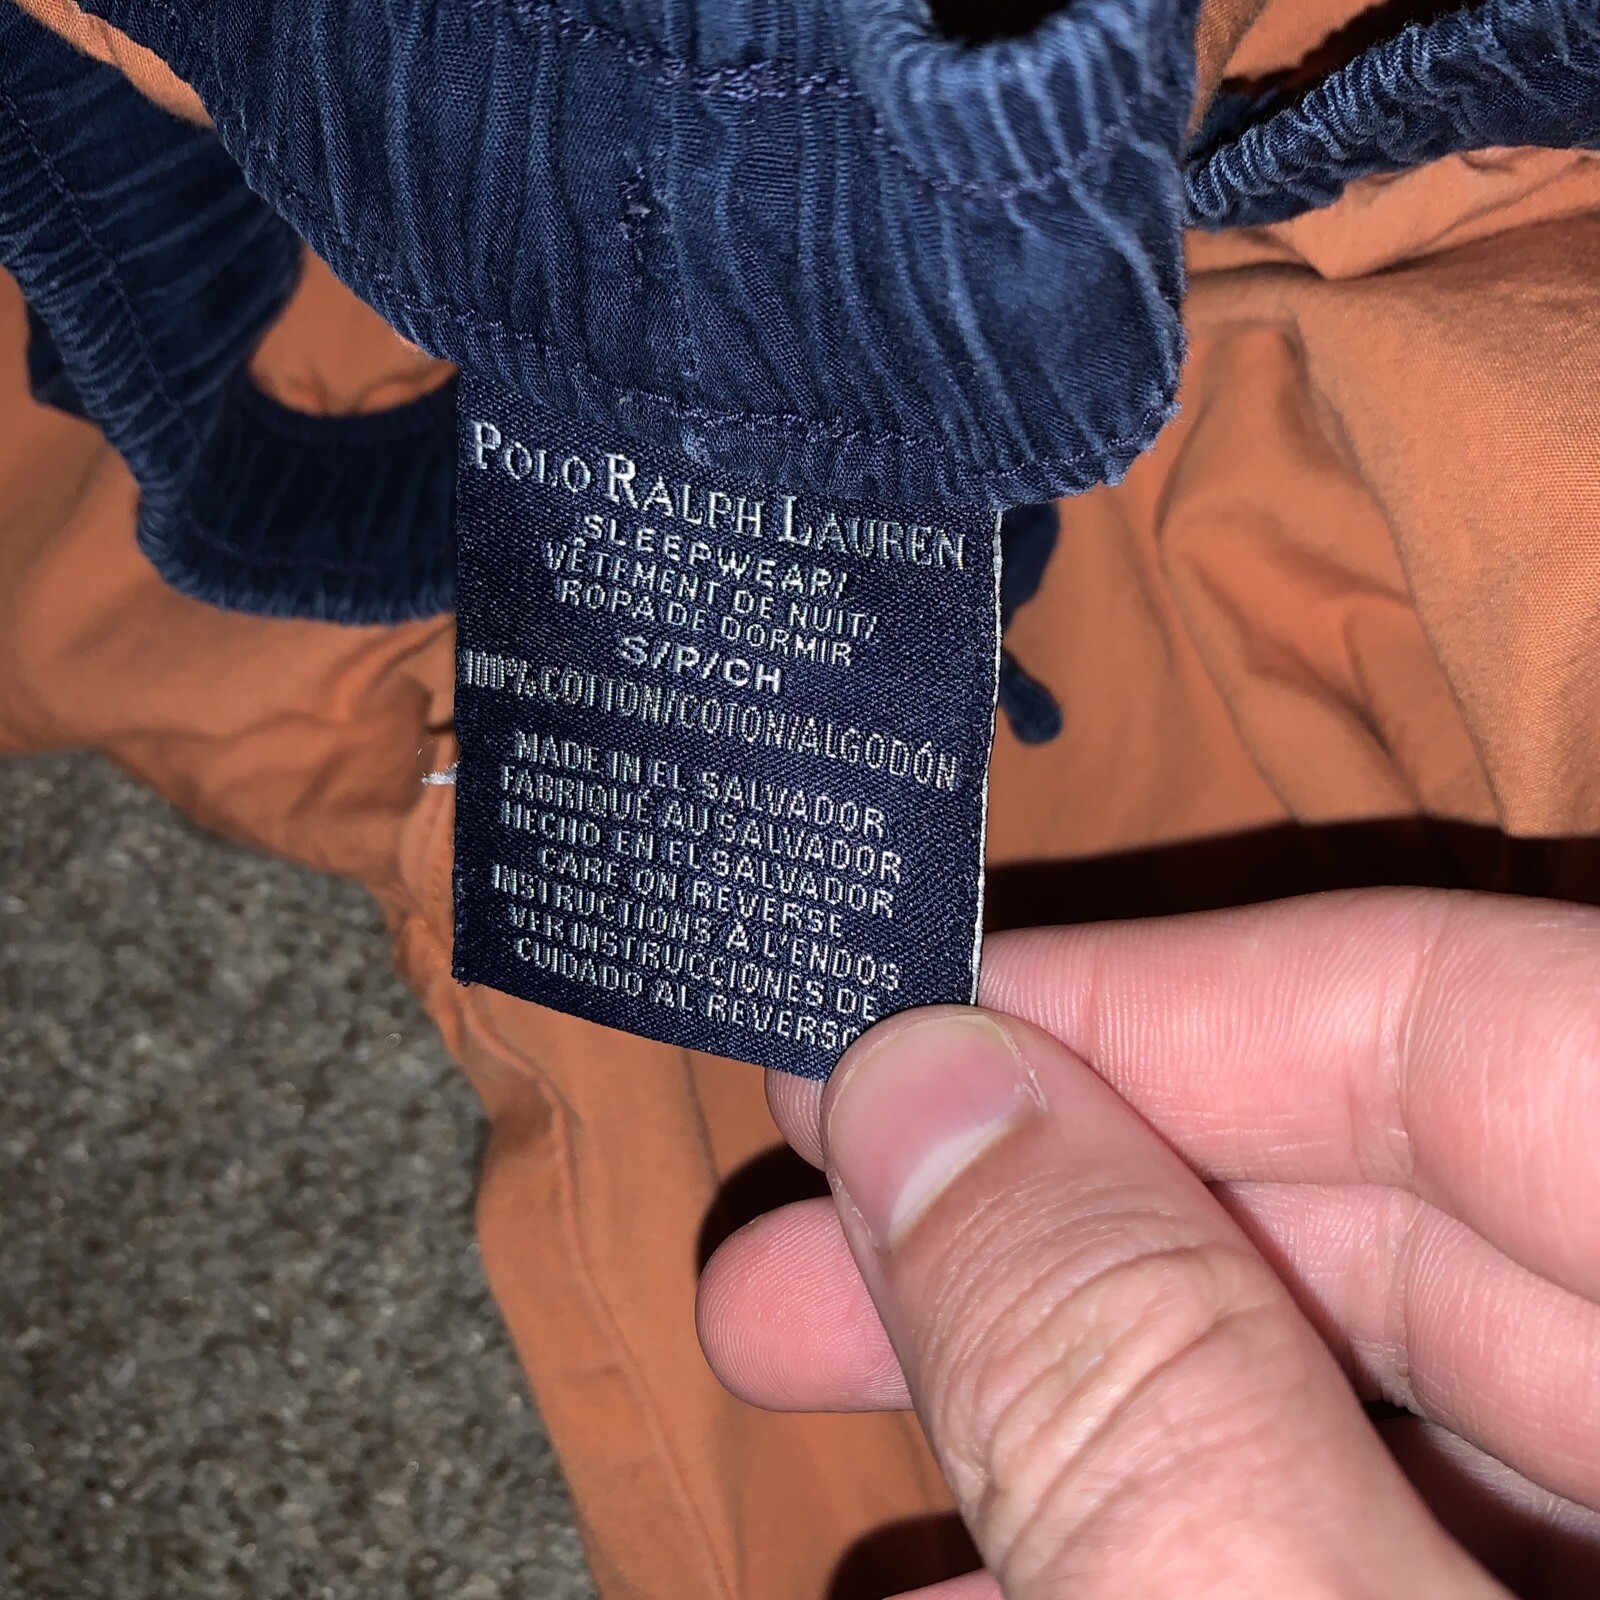 POLO RALPH LAUREN
SLEEPWEAR/
VÊTEMENT DE NUIT/
ROPA DE DORMIR
S/P/CH
100% COTTON/COTON/ALGODÓN
MADE IN EL SALVADOR
FABRIQUÉ AU SALVADOR
HECHO EN EL SALVADOR
CARE ON REVERSE
INSTRUCTIONS À L'ENDOS
VER INSTRUCCIONES DE
CUIDADO AL REVERSO